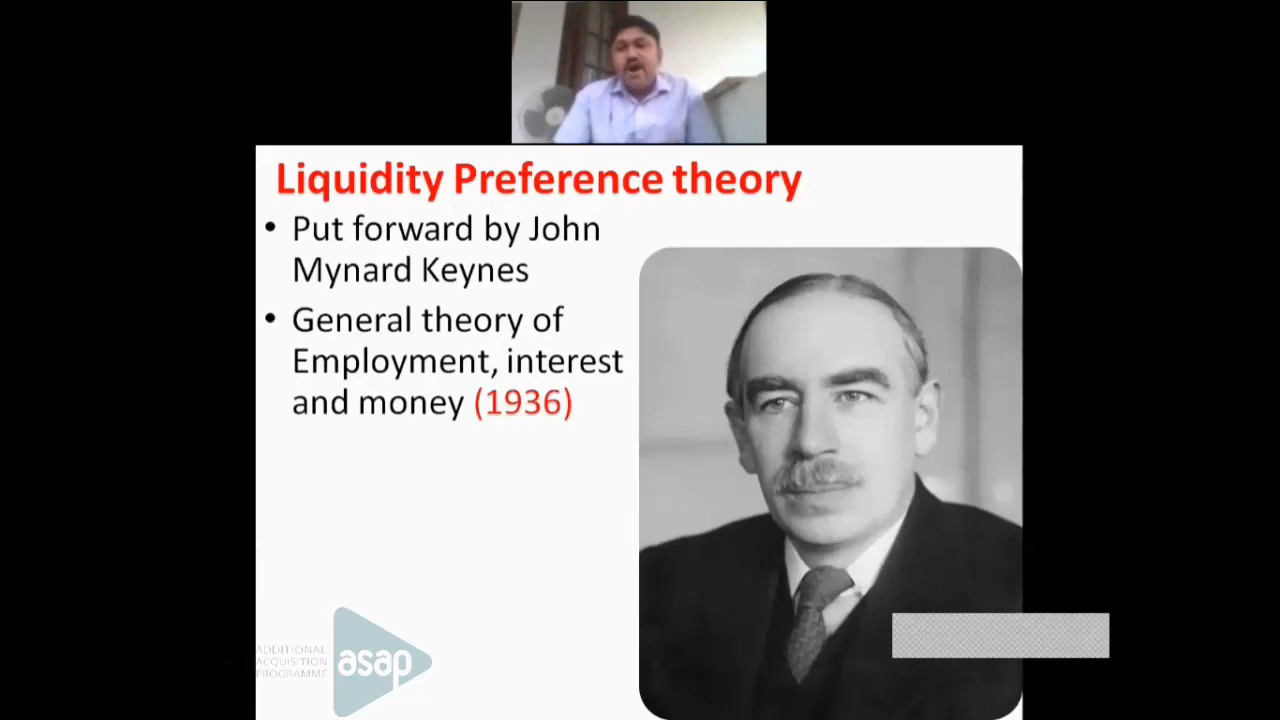 Liquidity Preference theory
• Put forward by John
Mynard Keynes
• General theory of
Employment, interest
and money (1936)
ADDITIONAL
ACQUISITION
PROGRAMME
asap